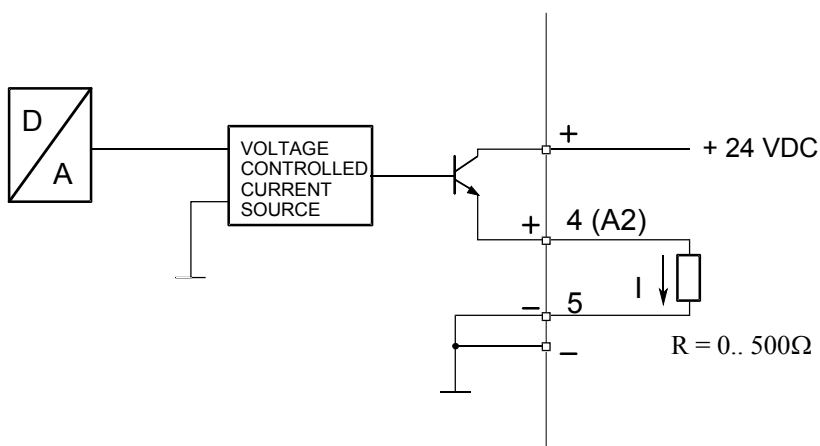 D
A
VOLTAGE
CONTROLLED
CURRENT
SOURCE
+
+ 24 VDC
+
4 (A2)
I
–
5
–
R = 0.. 500Ω